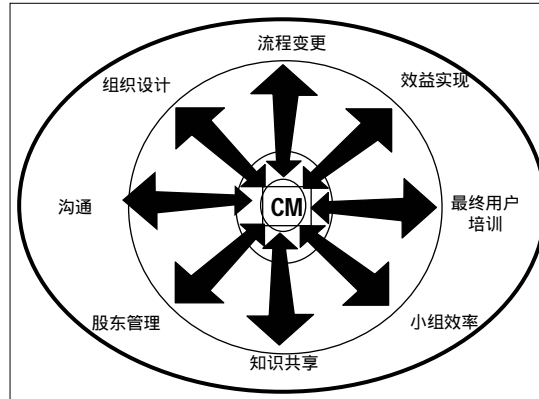 流程变更
组织设计
效益实现
沟通
CM
最终用户
培训
股东管理
小组效率
知识共享